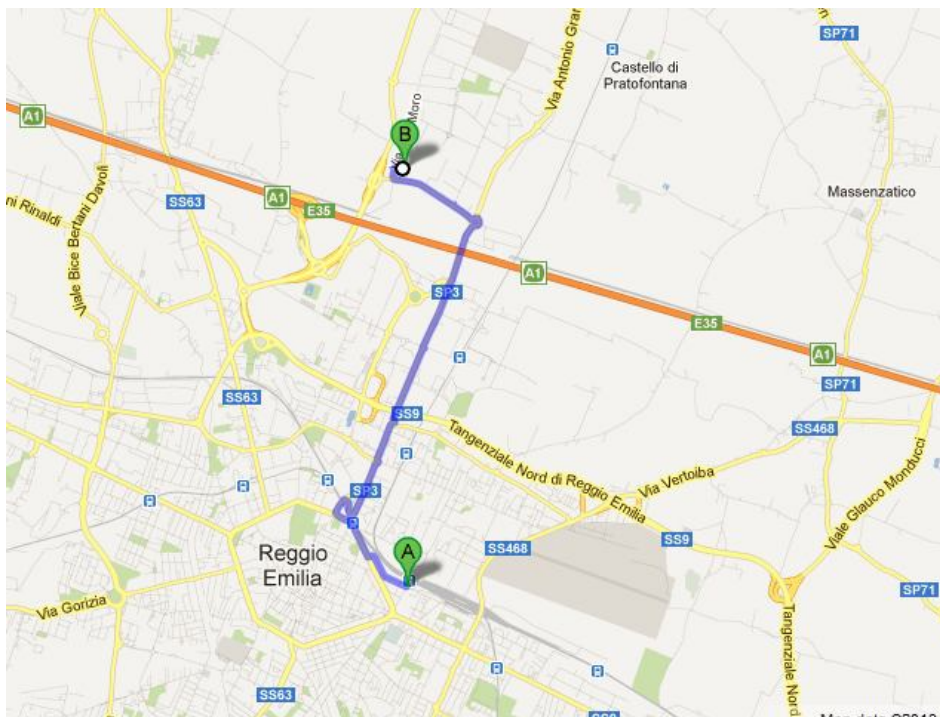 SP71
Castello di
Pratofontana
Via Antonio Gran
Moro
B
A1
Massenzatico
ni Rinaldi
Viale Bice Bertani Davoli
SS63
A1
E35
A1
SP3
E35
A1
SP71
SS63
SS9
SS468
Tangenziale Nord di Reggio Emilia
Via Vertoiba
Viale Glauco Monducci
SP3
P
SS9
SS468
Reggio
Emilia
A
Via Gorizia
SP71
Tangenziale Nord
SS63